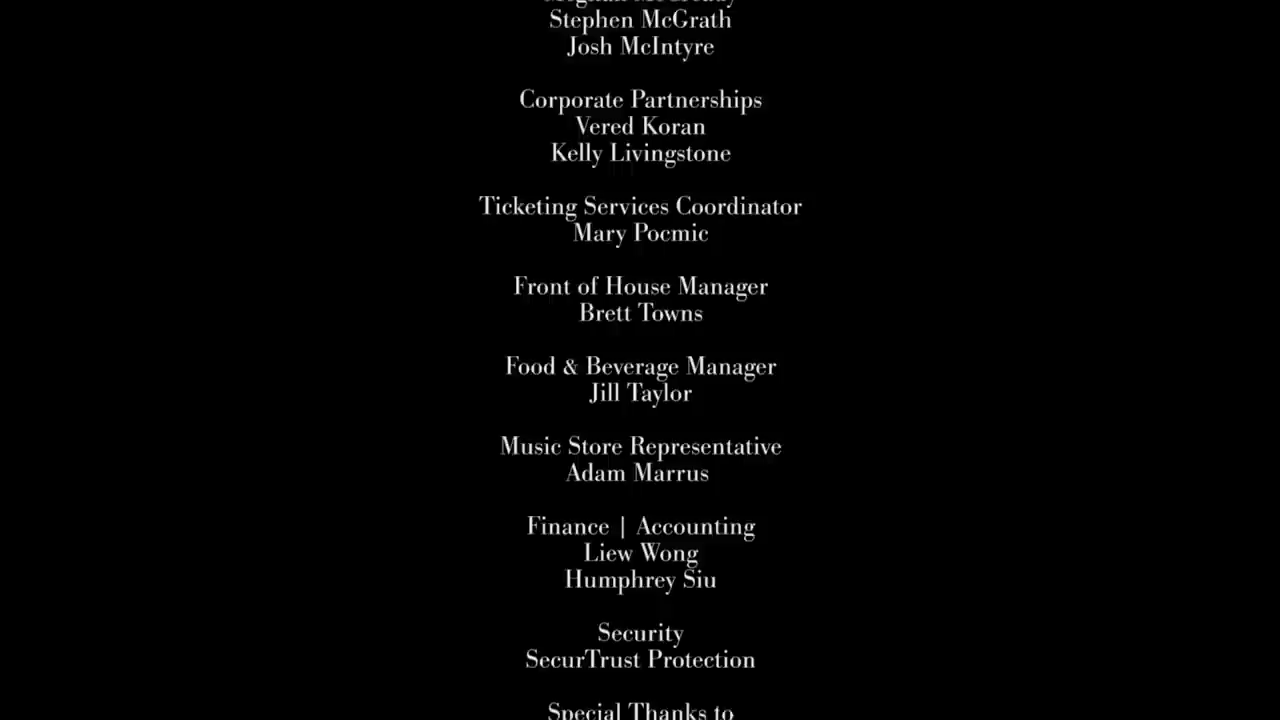 Stephen McGrath
Josh McIntyre
Corporate Partnerships
Vered Koran
Kelly Livingstone
Ticketing Services Coordinator
Mary Pocmic
Front of House Manager
Brett Towns
Food & Beverage Manager
Jill Taylor
Music Store Representative
Adam Marrus
Finance | Accounting
Liew Wong
Humphrey Siu
Security
SecurTrust Protection
Special Thanks to